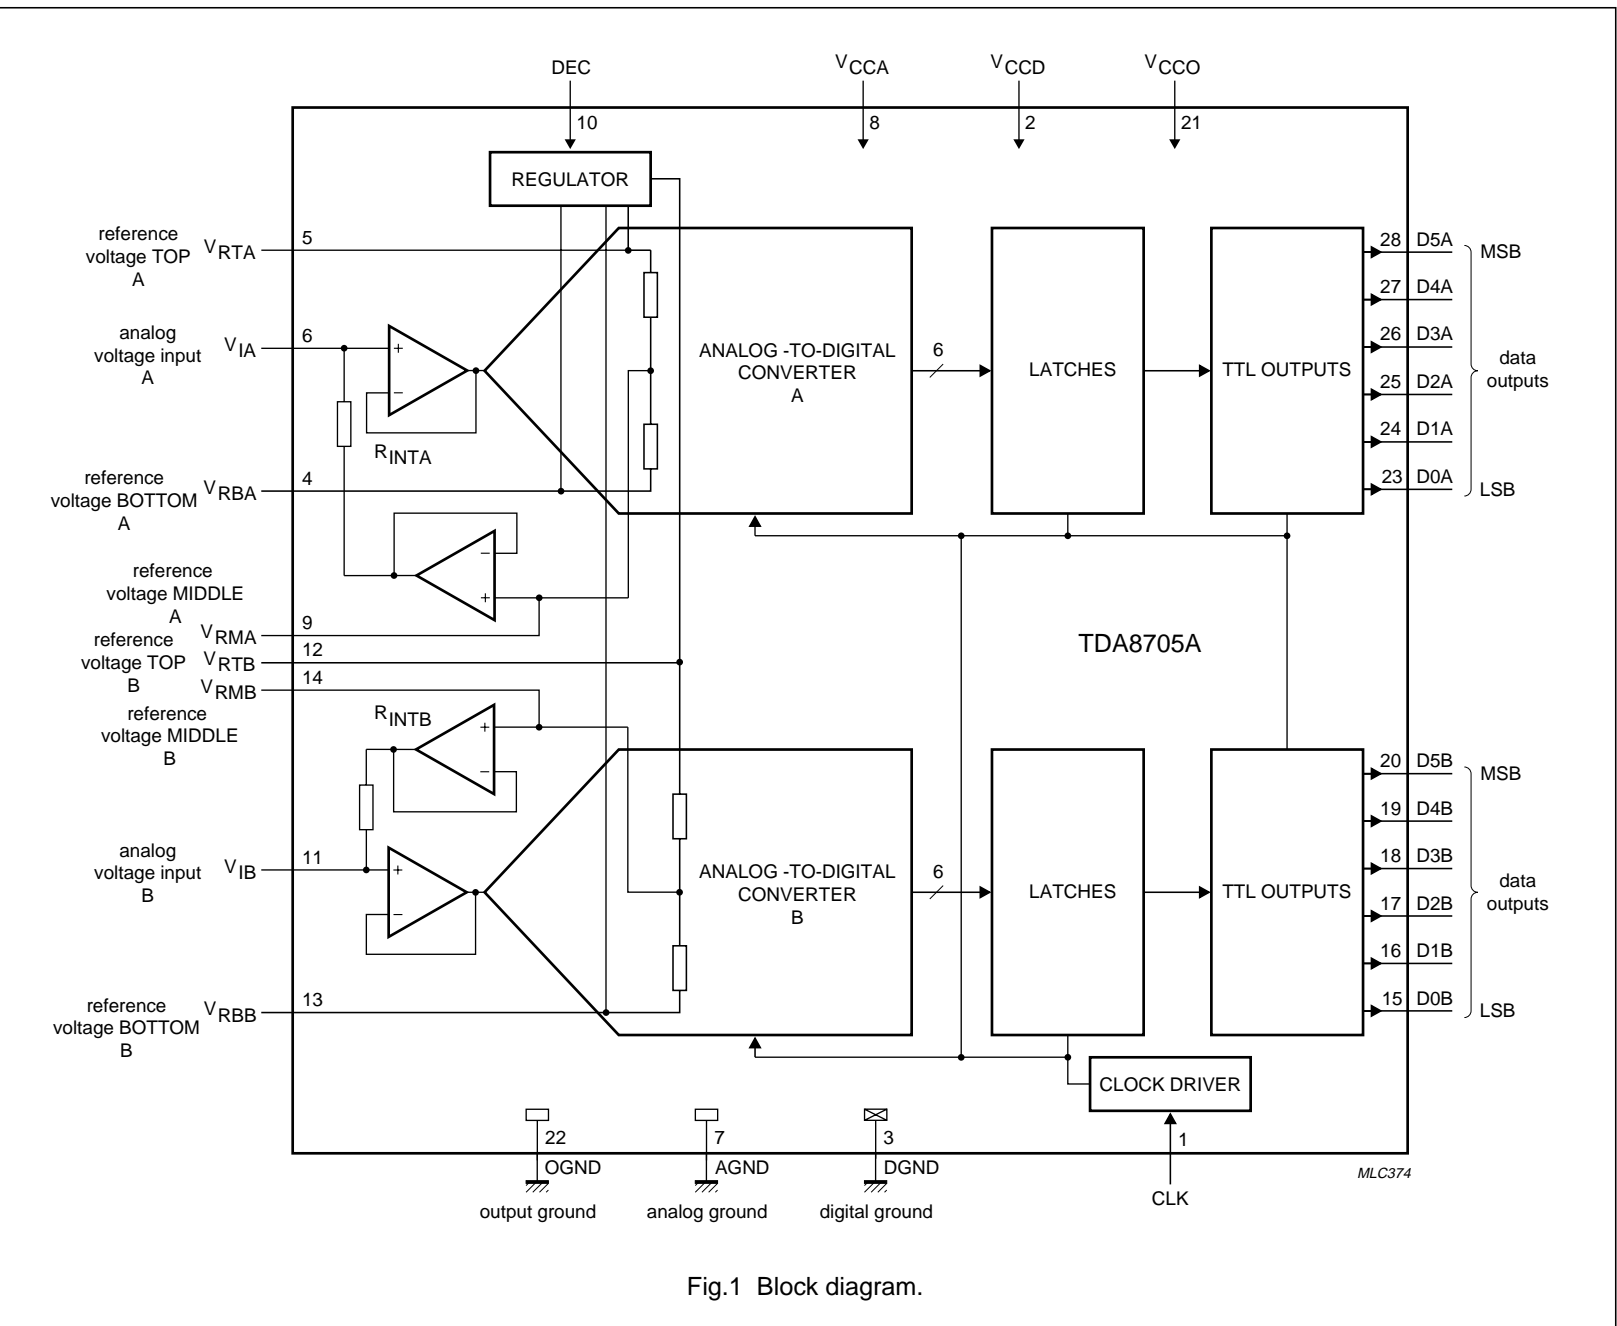 DEC
VCCA
VCCD
VCCO
10
8
2
21
REGULATOR
reference
voltage TOP
A
VRTA
5
analog
voltage input
A
VIA
6
+
−
RINTA
reference
voltage BOTTOM
A
VRBA
4
−
+
reference
voltage MIDDLE
A
VRMA
9
reference
voltage TOP
B
VRTB
12
VRMB
14
reference
voltage MIDDLE
B
RINTB
+
−
analog
voltage input
B
VIB
11
+
−
reference
voltage BOTTOM
B
VRBB
13
ANALOG -TO-DIGITAL
CONVERTER
A
6
LATCHES
TTL OUTPUTS
28 D5A
27 D4A
26 D3A
25 D2A
24 D1A
23 D0A
MSB
data
outputs
LSB
TDA8705A
ANALOG -TO-DIGITAL
CONVERTER
B
6
LATCHES
TTL OUTPUTS
20 D5B
19 D4B
18 D3B
17 D2B
16 D1B
15 D0B
MSB
data
outputs
LSB
CLOCK DRIVER
22
OGND
output ground
7
AGND
analog ground
3
DGND
digital ground
1
CLK
MLC374
Fig.1 Block diagram.